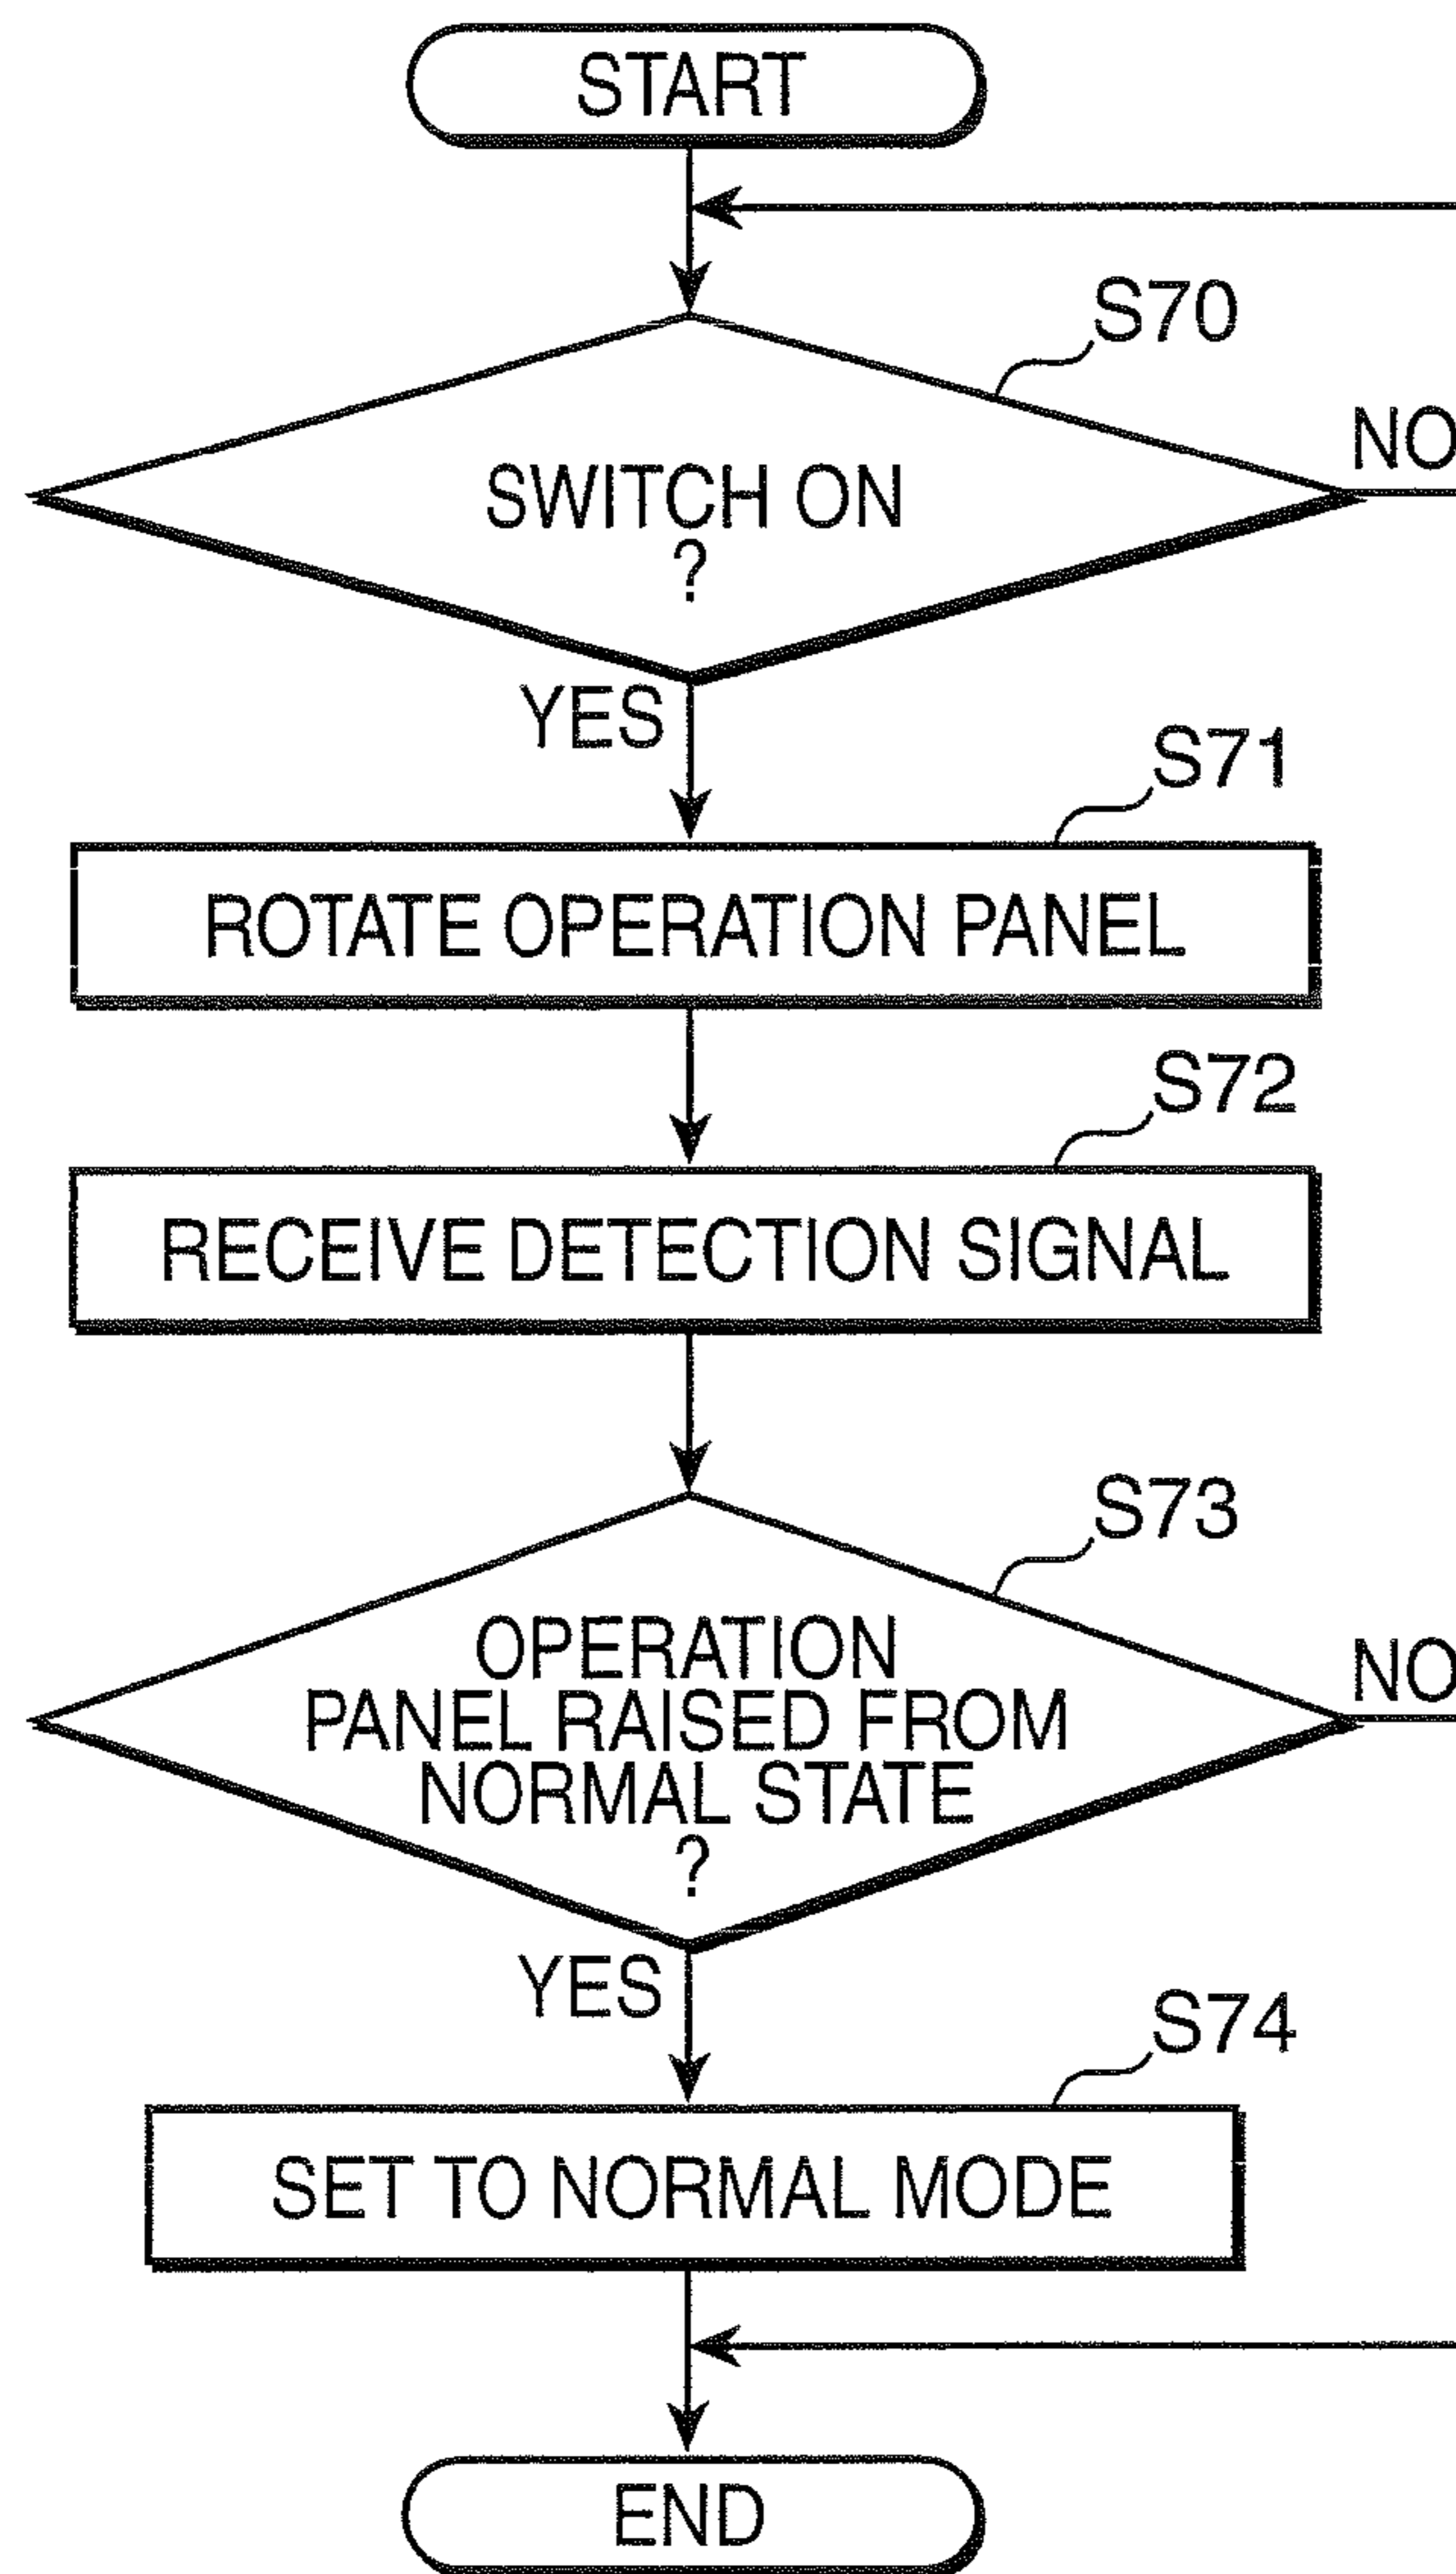 START
S70
NO
SWITCH ON
?
YES
S71
ROTATE OPERATION PANEL
S72
RECEIVE DETECTION SIGNAL
S73
OPERATION
NO
PANEL RAISED FROM
NORMAL STATE
?
YES
S74
SET TO NORMAL MODE
END